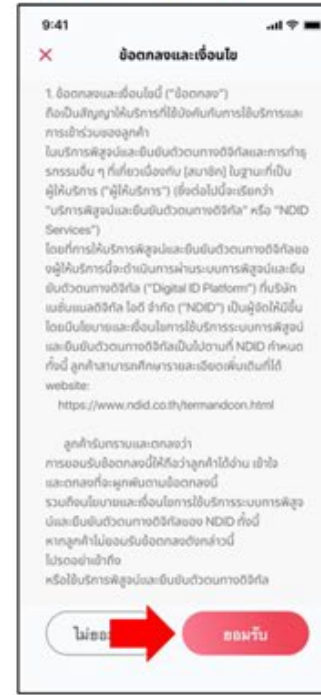 9:41
ข้อตกลงและเงื่อนไข
1. ข้อตกลงและเงื่อนไขนี้ ("ข้อตกลง")
ถือเป็นสัญญาให้บริการที่ใช้บังคับกับการใช้บริการและ
การเข้าร่วมของลูกค้า
ในบริการพิสูจน์และยืนยันตัวตนทางดิจิทัลและการทำธุ
รกรรมอื่น ๆ ที่เกี่ยวเนื่องกับ [สมาชิก] ในฐานะที่เป็น
ผู้ให้บริการ ("ผู้ให้บริการ") (ซึ่งต่อไปนี้จะเรียกว่า
"บริการพิสูจน์และยืนยันตัวตนทางดิจิทัล" หรือ "NDID
Services")
โดยที่การให้บริการพิสูจน์และยืนยันตัวตนทางดิจิทัลขอ
งผู้ให้บริการนี้จะดำเนินการผ่านระบบการพิสูจน์และยืน
ยันตัวตนทางดิจิทัล ("Digital ID Platform") ที่บริษัท
เนชั่นแนลดิจิทัล ไอดี จำกัด ("NDID") เป็นผู้จัดให้มีขึ้น
โดยมีนโยบายและเงื่อนไขการใช้บริการระบบการพิสูจน์
และยืนยันตัวตนทางดิจิทัลเป็นไปตามที่ NDID กำหนด
ทั้งนี้ ลูกค้าสามารถศึกษารายละเอียดเพิ่มเติมที่ได้
website:
https://www.ndid.co.th/termandcon.html
ลูกค้ารับทราบและตกลงว่า
การยอมรับข้อตกลงนี้ให้ถือว่าลูกค้าได้อ่าน เข้าใจ
และตกลงที่จะผูกพันตามข้อตกลงนี้
รวมถึงนโยบายและเงื่อนไขการใช้บริการระบบการพิสูจ
น์และยืนยันตัวตนทางดิจิทัลของ NDID ทั้งนี้
หากลูกค้าไม่ยอมรับข้อตกลงดังกล่าวนี้
โปรดอย่าเข้าถึง
หรือใช้บริการพิสูจน์และยืนยันตัวตนทางดิจิทัล
ยอมรับ